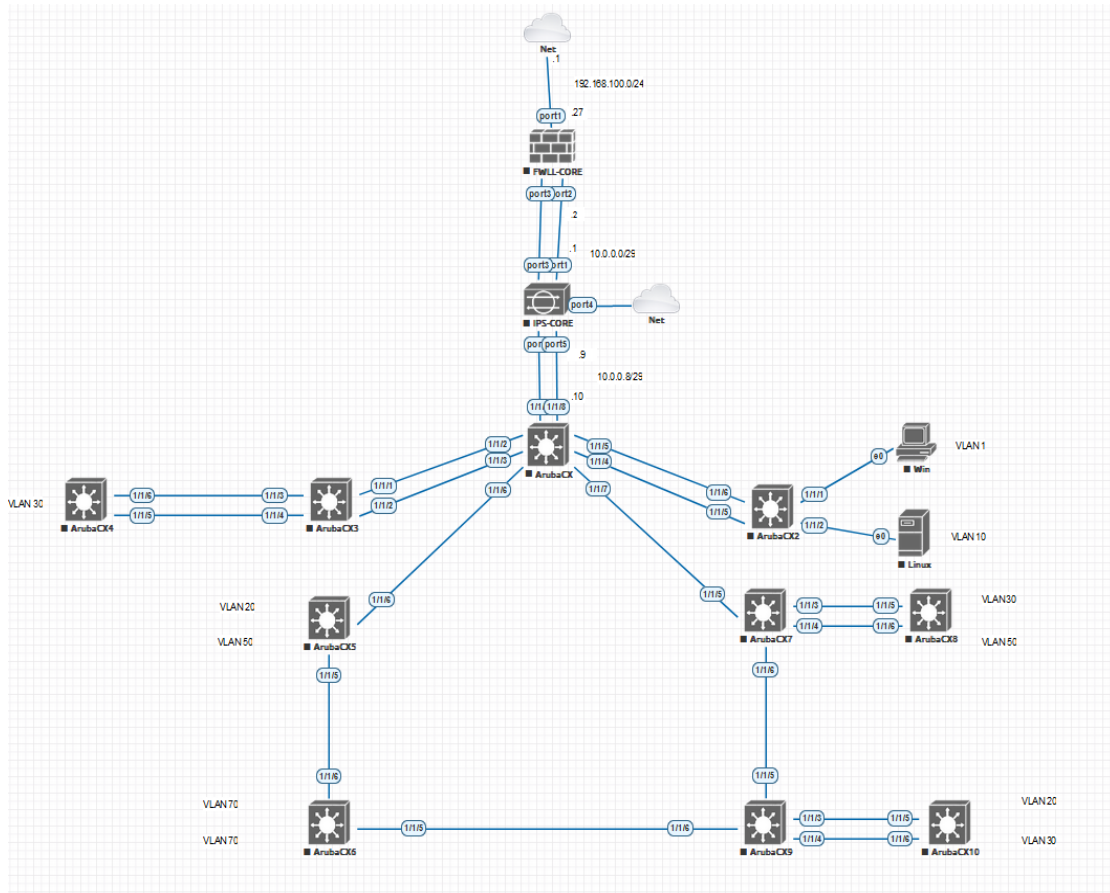 Net
.1
192.168.100.0/24
port1
.27
FWLL-CORE
port3
.2
.1
10.0.0.0/29
port3
port4
IPS-CORE
Net
port5
.9
10.0.0.8/29
.10
1/1/8
ArubaCX
1/1/2
1/1/3
1/1/6
1/1/5
1/1/4
1/1/7
e0
Win
VLAN 1
1/1/6
1/1/5
1/1/1
1/1/2
ArubaCX2
e0
Linux
VLAN 10
VLAN 30
ArubaCX4
1/1/6
1/1/5
1/1/3
1/1/4
ArubaCX3
1/1/1
1/1/2
VLAN 20
VLAN 50
1/1/6
ArubaCX5
1/1/5
1/1/5
ArubaCX7
1/1/3
1/1/4
1/1/5
1/1/6
ArubaCX8
VLAN30
VLAN 50
1/1/6
1/1/6
VLAN 70
VLAN 70
ArubaCX6
1/1/5
1/1/5
1/1/6
ArubaCX9
1/1/3
1/1/4
1/1/5
1/1/6
ArubaCX10
VLAN 20
VLAN 30